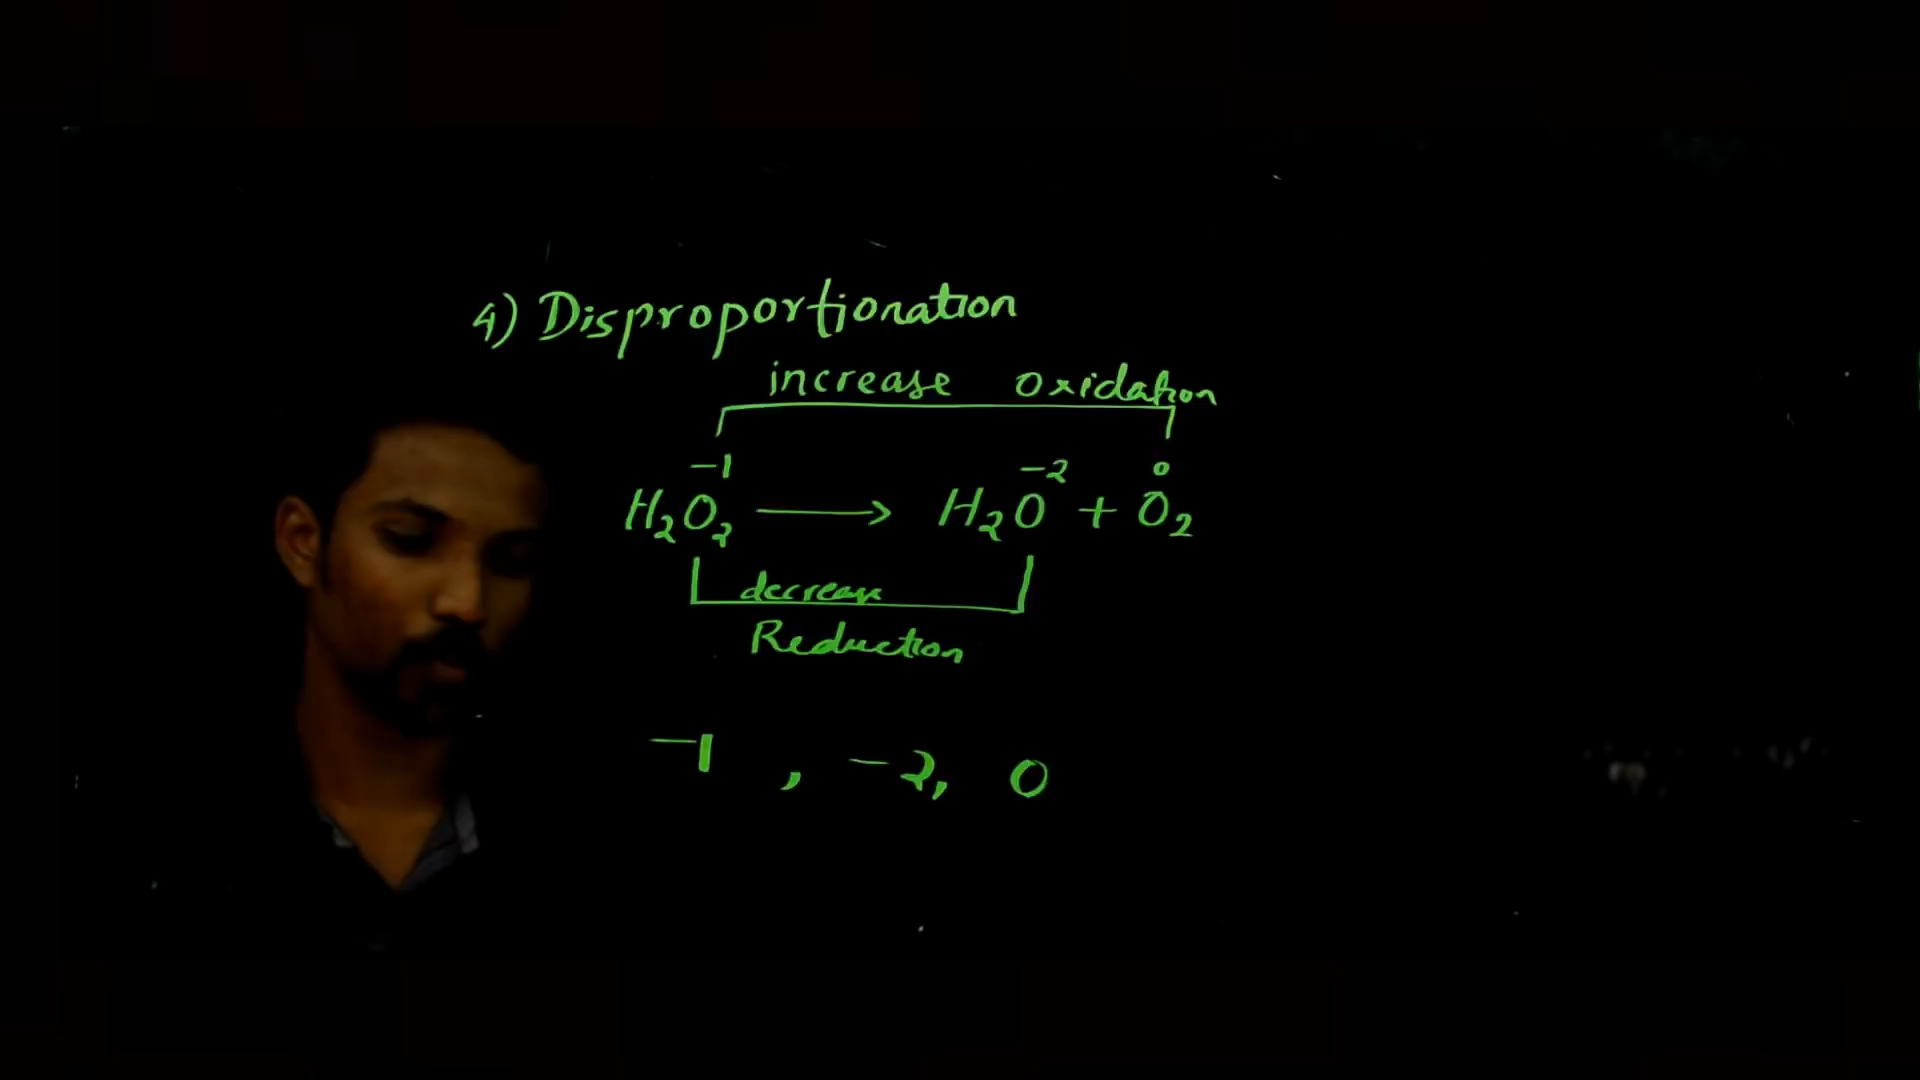 4) Disproportionation
increase oxidation
-1 -2 0
H₂O₂ ⟶ H₂O + O₂
decrease
Reduction
-1 , -2, 0